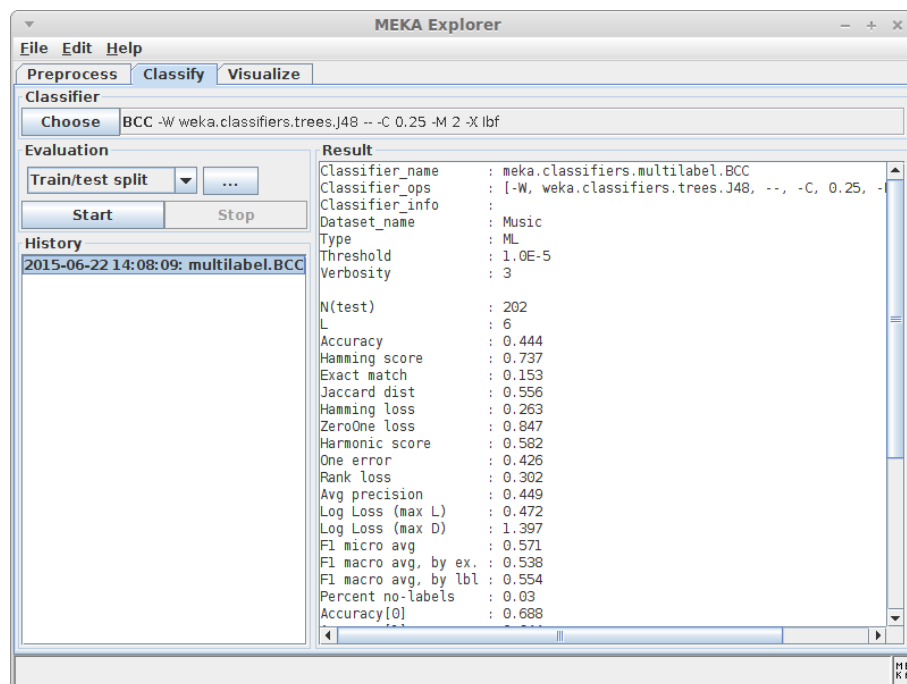 MEKA Explorer
File Edit Help
Preprocess Classify Visualize
Classifier
Choose BCC -W weka.classifiers.trees.J48 -- -C 0.25 -M 2 -X Ibf
Evaluation
Train/test split ...
Start Stop
History
2015-06-22 14:08:09: multilabel.BCC
Result
Classifier_name : meka.classifiers.multilabel.BCC
Classifier_ops : [-W, weka.classifiers.trees.J48, --, -C, 0.25, -
Classifier_info :
Dataset_name : Music
Type : ML
Threshold : 1.0E-5
Verbosity : 3
N(test) : 202
L : 6
Accuracy : 0.444
Hamming score : 0.737
Exact match : 0.153
Jaccard dist : 0.556
Hamming loss : 0.263
ZeroOne loss : 0.847
Harmonic score : 0.582
One error : 0.426
Rank loss : 0.302
Avg precision : 0.449
Log Loss (max L) : 0.472
Log Loss (max D) : 1.397
F1 micro avg : 0.571
F1 macro avg, by ex. : 0.538
F1 macro avg, by lbl : 0.554
Percent no-labels : 0.03
Accuracy[0] : 0.688